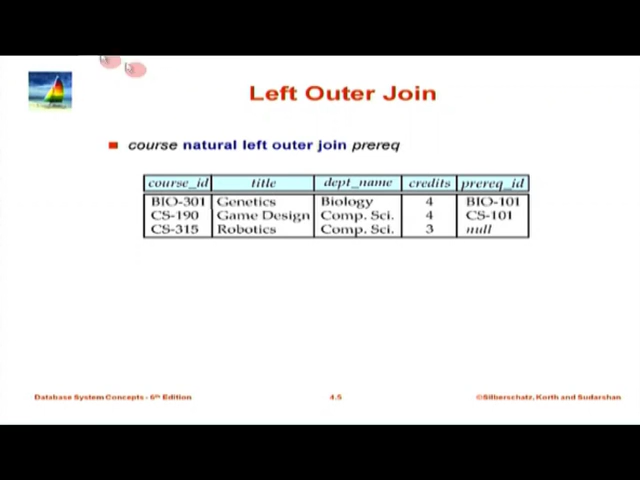 Left Outer Join
course natural left outer join prereq
course_id title dept_name credits prereq_id
BIO-301 Genetics Biology 4 BIO-101
CS-190 Game Design Comp. Sci. 4 CS-101
CS-315 Robotics Comp. Sci. 3 null
Database System Concepts - 6th Edition 4.5 ©Silberschatz, Korth and Sudarshan